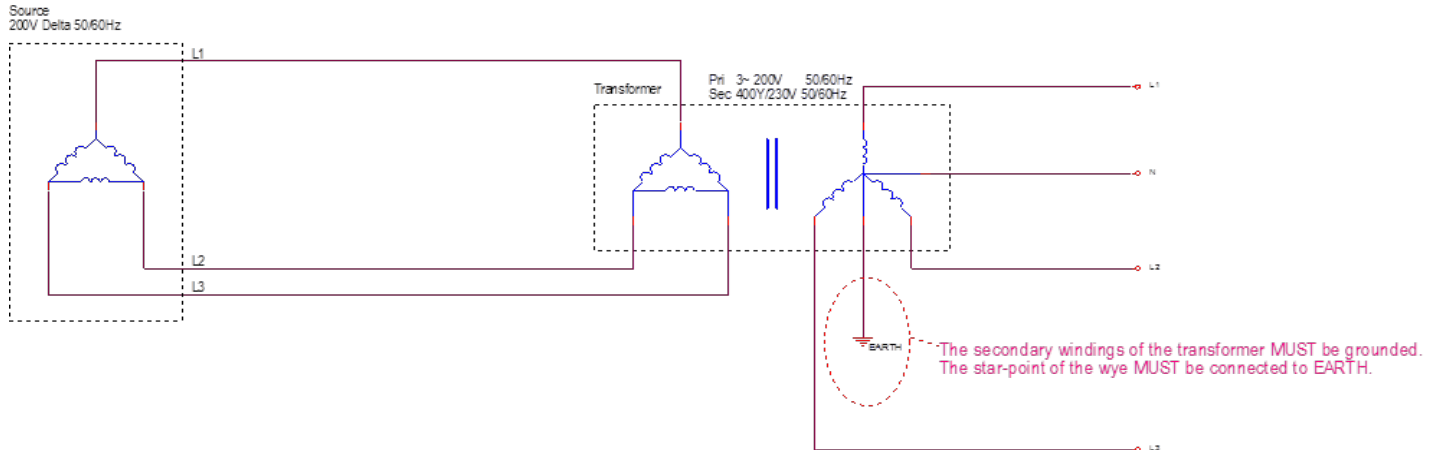 Source
200V Delta 50/60Hz
L1
Transformer
Pri 3~ 200V 50/60Hz
Sec 400Y/230V 50/60Hz
L1
N
L2
L3
L2
EARTH
The secondary windings of the transformer MUST be grounded.
The star-point of the wye MUST be connected to EARTH.
L3